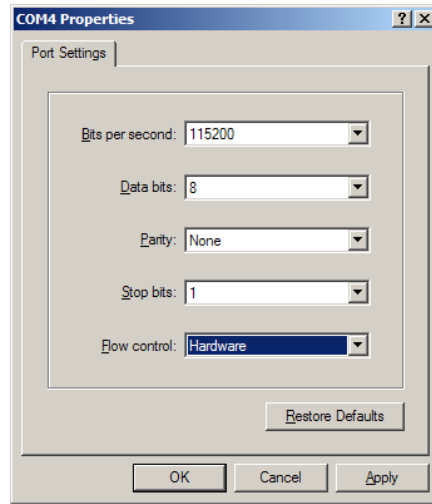 COM4 Properties
Port Settings
Bits per second: 115200
Data bits: 8
Parity: None
Stop bits: 1
Flow control: Hardware
Restore Defaults
OK Cancel Apply